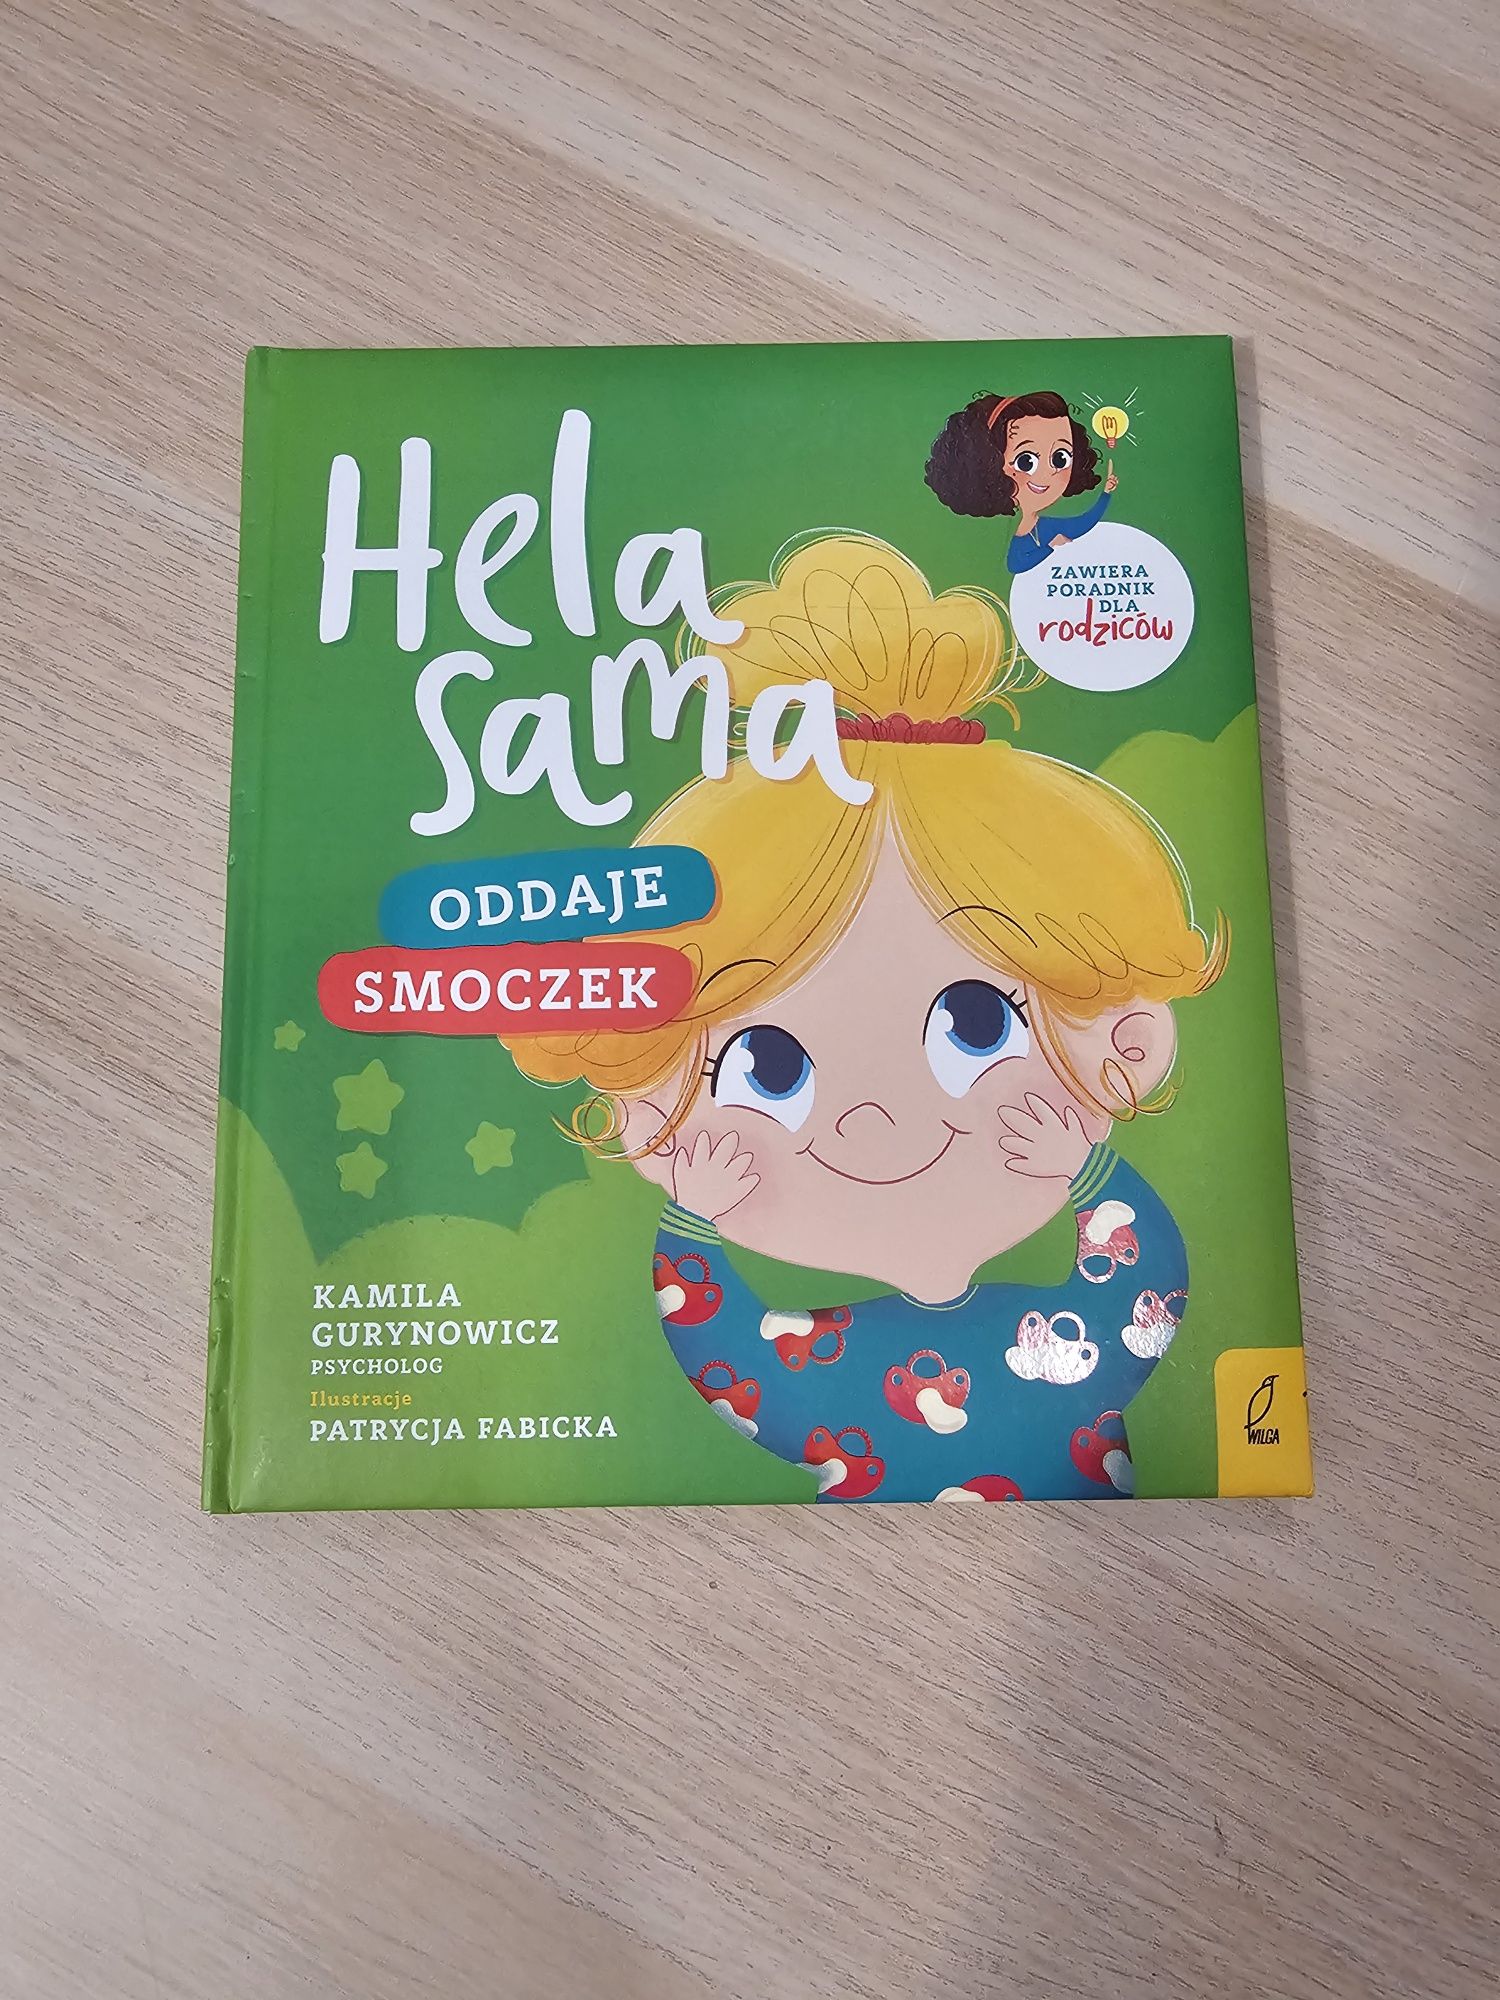 Hela
sama
ODDAJE
SMOCZEK
ZAWIERA
PORADNIK
DLA
rodziców
KAMILA
GURYNOWICZ
PSYCHOLOG
Ilustracje
PATRYCJA FABICKA
WILGA